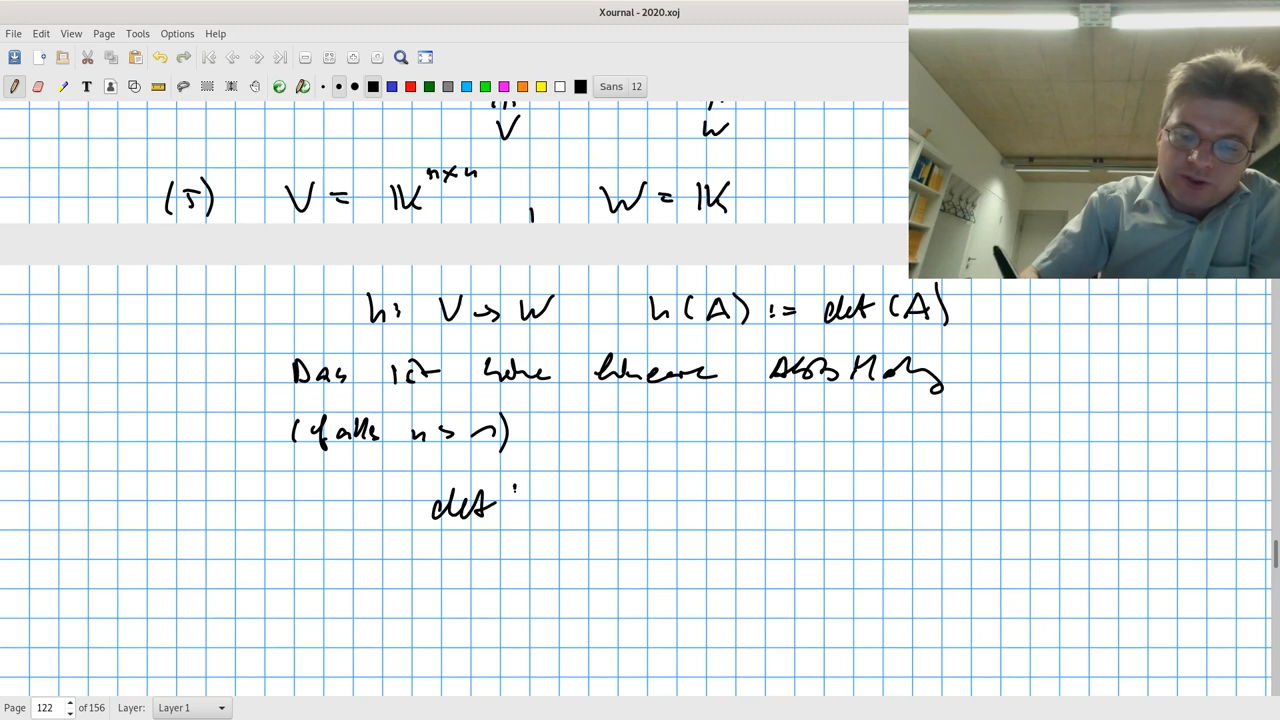 Xournal - 2020.xoj
File Edit View Page Tools Options Help
T Sans 12
V W
(5) V = 𝕂^{n×n} , W = 𝕂
h: V → W h(A) := det(A)
Das ist keine lineare Abbildung
(falls n > 1)
det
Page 122 of 156 Layer: Layer 1